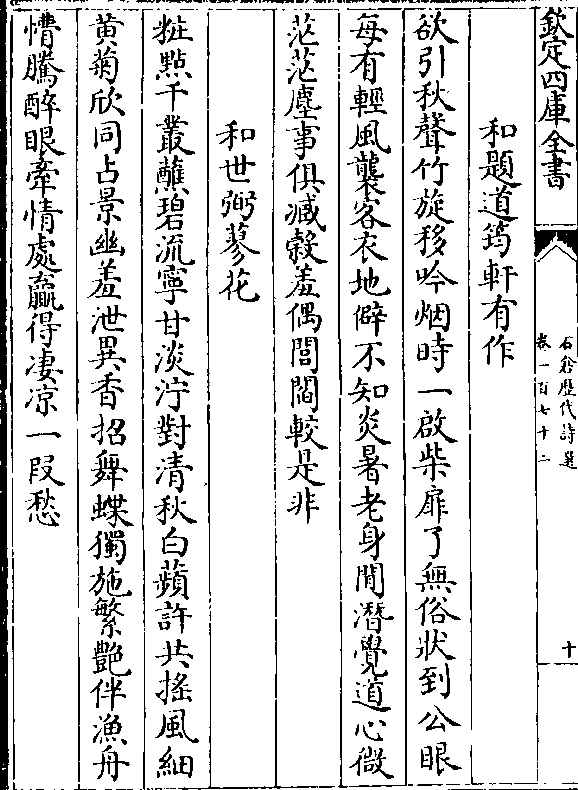 欽定四庫全書
石倉歷代詩選
卷一百七十二
十
和題道筠軒有作
欲引秋聲竹旋移吟烟時一啟柴扉了無俗狀到公眼
每有輕風襲客衣地僻不知炎暑老身閒潛覺道心微
茫茫塵事俱減榖羞偶閭閻較是非
和世弼蓼花
粧點千叢蘸碧流寧甘淡泞對清秋白蘋許共搖風細
黄菊欣同占景幽羞泄異香招舞蝶獨施繁艷伴漁舟
懵騰醉眼牽情處贏得凄凉一叚愁